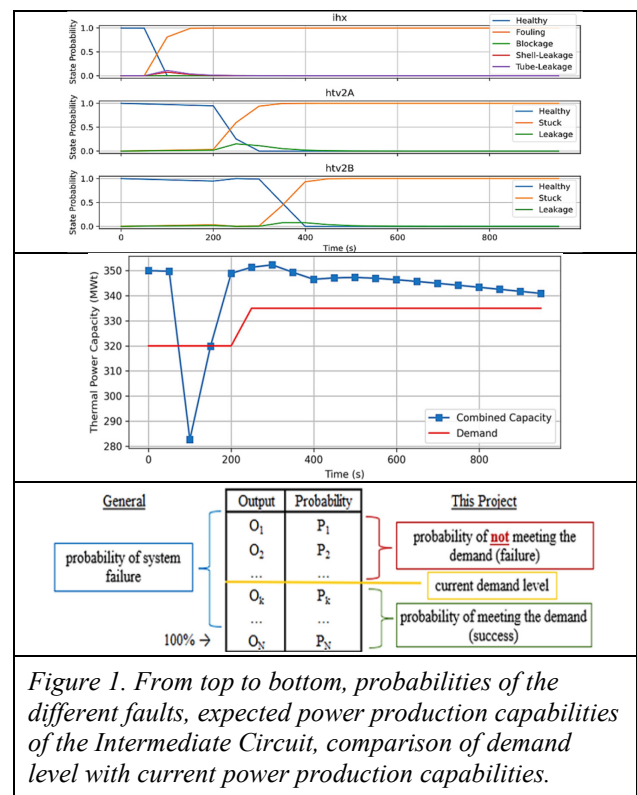 ihx
State Probability
1.0
0.5
0.0
Healthy
Fouling
Blockage
Shell-Leakage
Tube-Leakage
htv2A
State Probability
1.0
0.5
0.0
Healthy
Stuck
Leakage
htv2B
State Probability
1.0
0.5
0.0
Healthy
Stuck
Leakage
0 200 400 600 800
Time (s)
Thermal Power Capacity (MWt)
350
340
330
320
310
300
290
280
Combined Capacity
Demand
0 200 400 600 800
Time (s)
General
Output Probability
This Project
O1 P1
O2 P2
... ...
Ok Pk
... ...
100% → ON PN
probability of system
failure
probability of not meeting the
demand (failure)
current demand level
probability of meeting the demand
(success)
Figure 1. From top to bottom, probabilities of the
different faults, expected power production capabilities
of the Intermediate Circuit, comparison of demand
level with current power production capabilities.